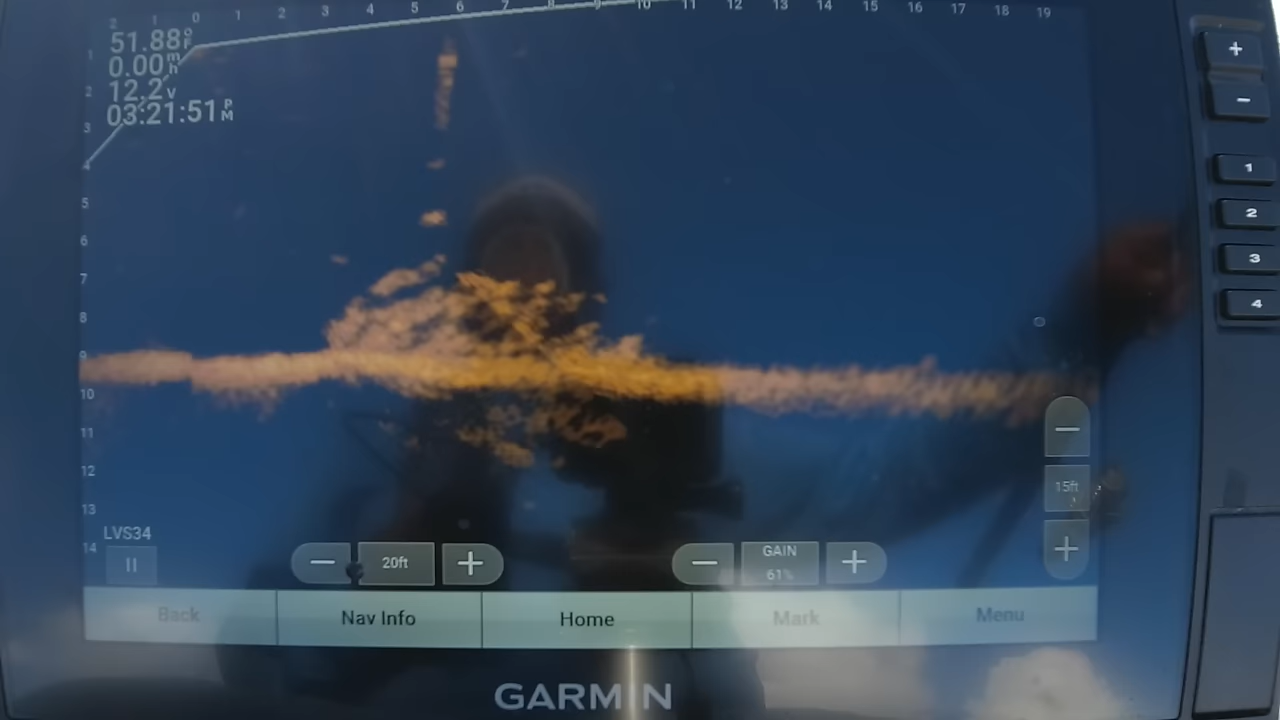 2 1 0 1 2 3 4 5 6 7 8 9 10 11 12 13 14 15 16 17 18 19
51.88°F
0.00 mh
12.2V
03:21:51PM
1
2
3
4
5
6
7
8
9
10
11
12
13
14
LVS34
20ft
GAIN
61%
15ft
Back Nav Info Home Mark Menu
GARMIN
+
-
1
2
3
4